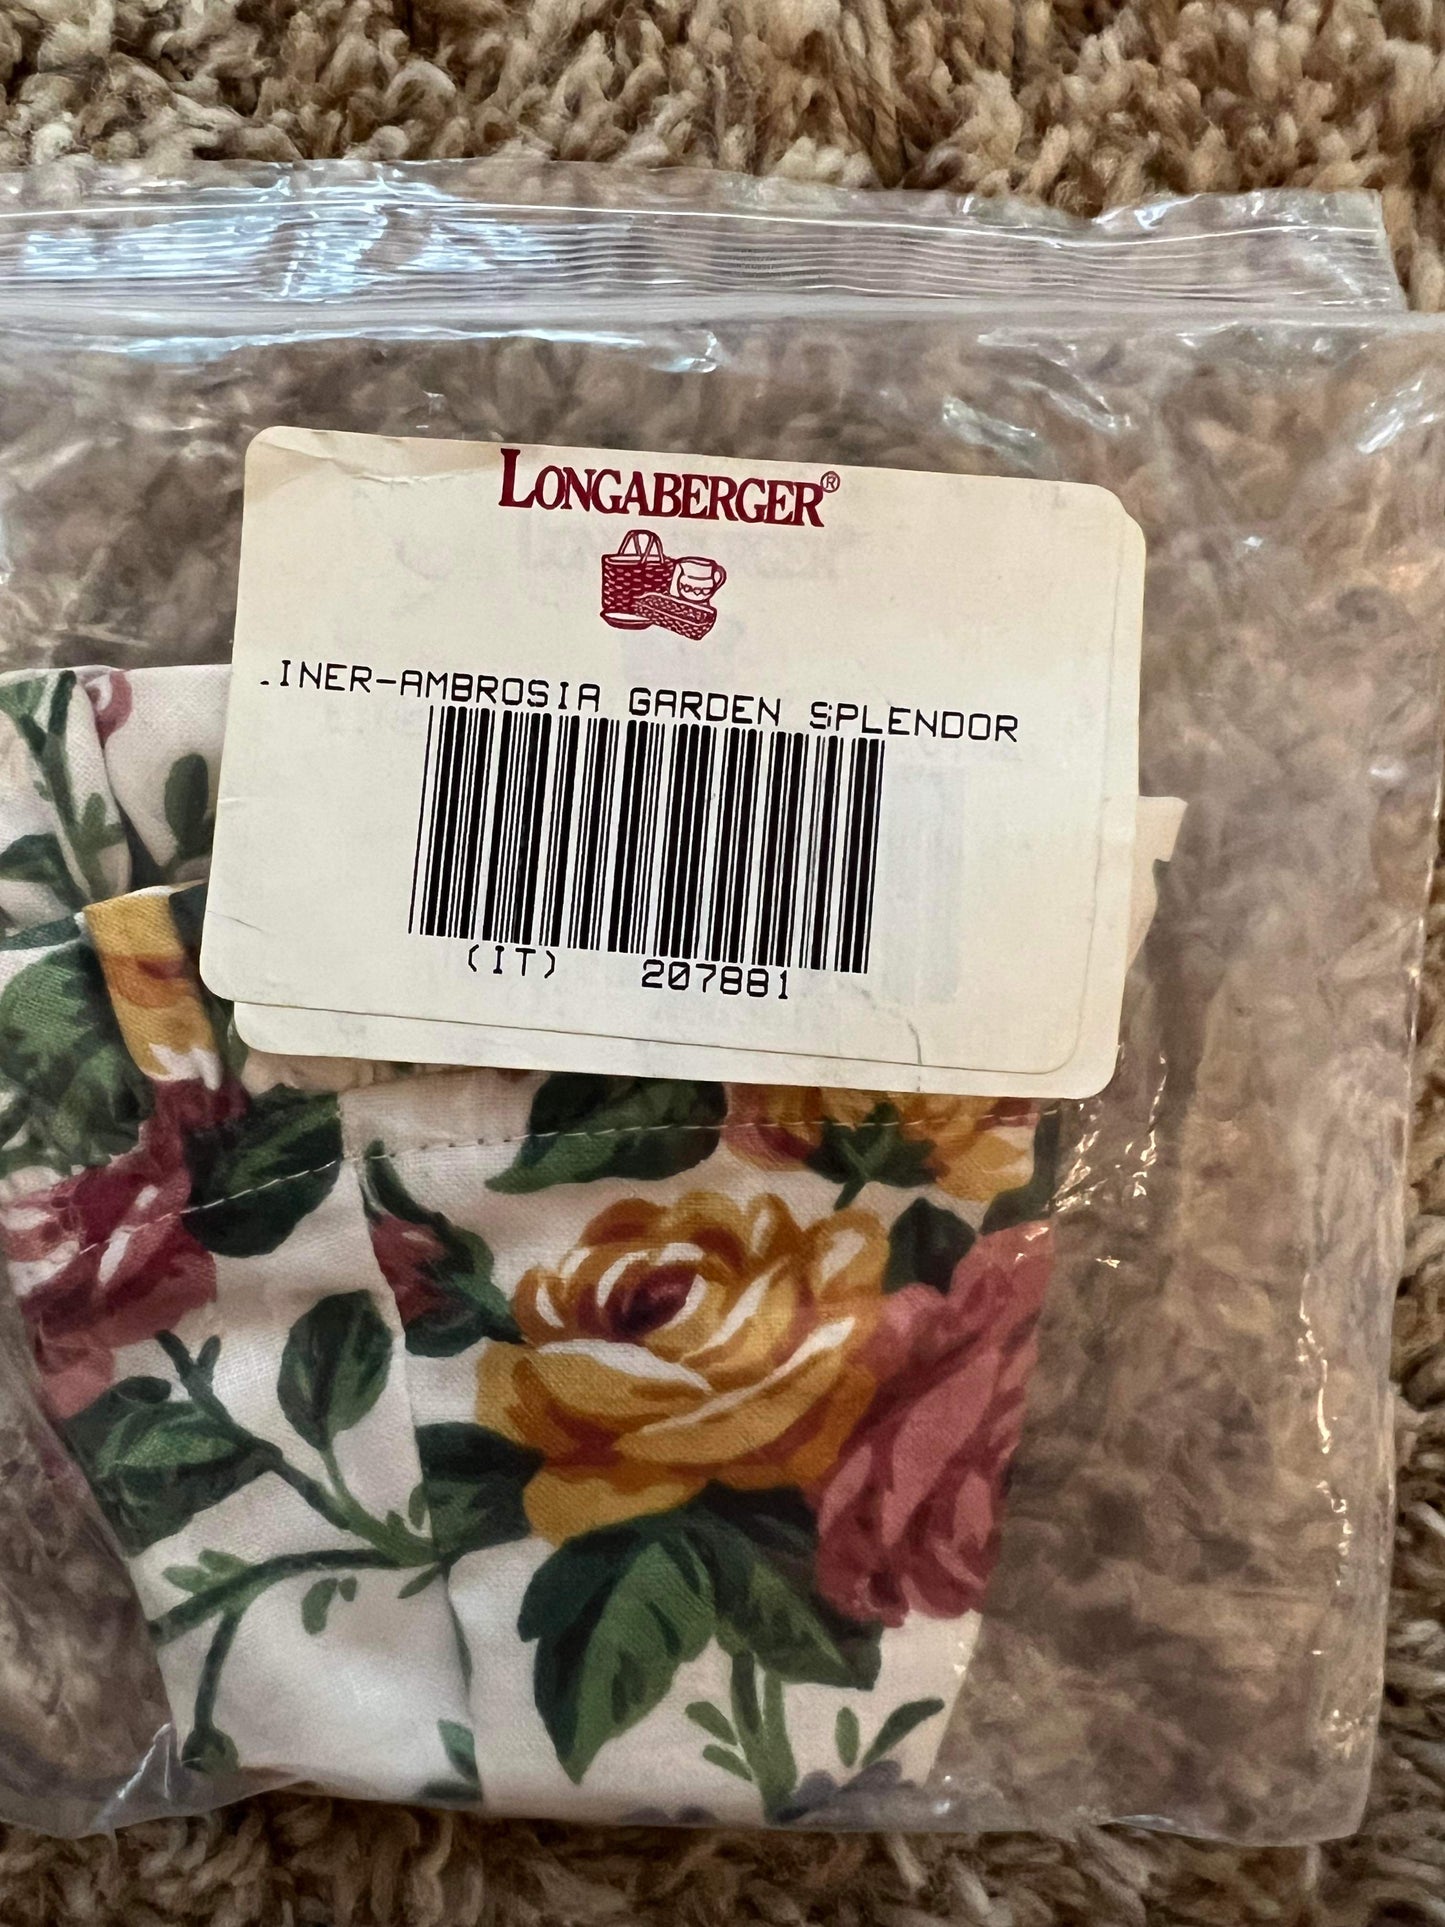 LONGABERGER®
.INER-AMBROSIA GARDEN SPLENDOR
(IT) 207881